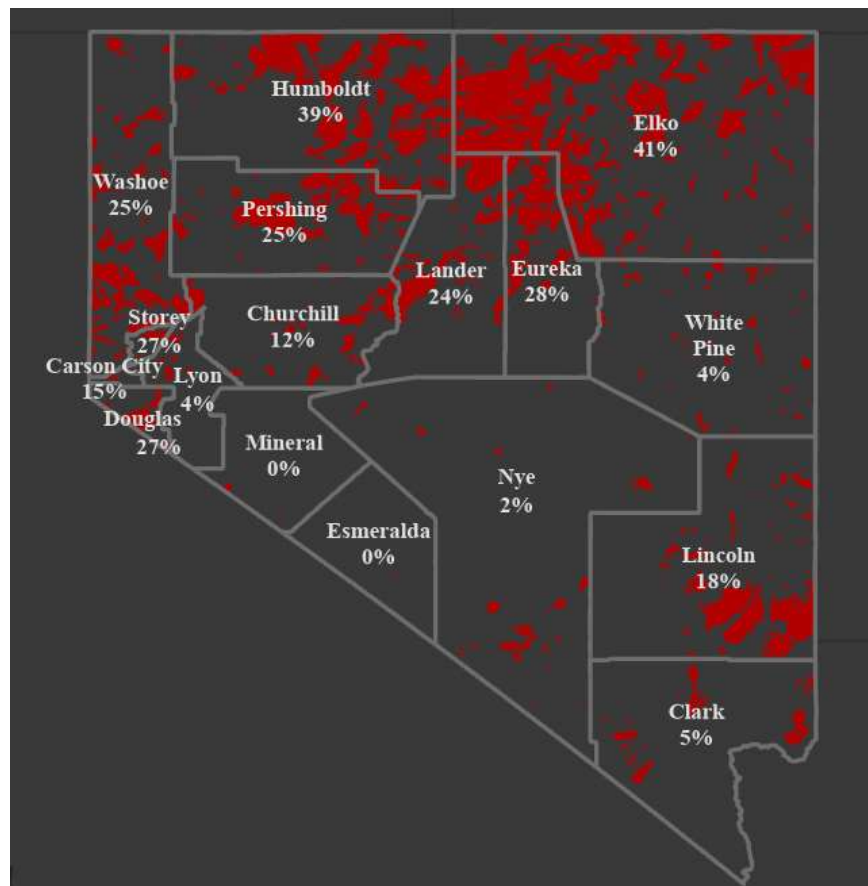 Humboldt
39%
Elko
41%
Washoe
25%
Pershing
25%
Lander
24%
Eureka
28%
Storey
27%
Churchill
12%
White
Pine
4%
Carson City
15%
Lyon
4%
Douglas
27%
Mineral
0%
Nye
2%
Esmeralda
0%
Lincoln
18%
Clark
5%